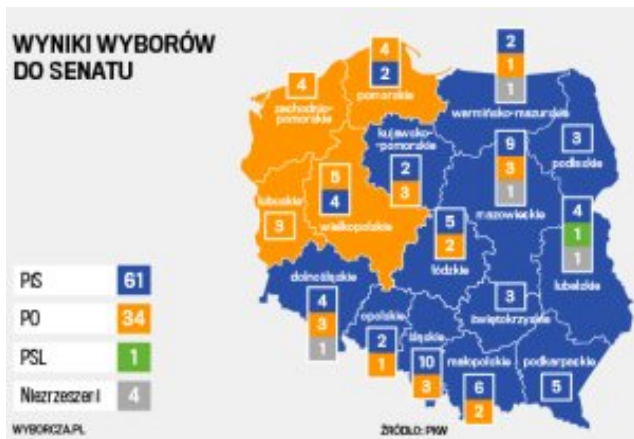 WYNIKI WYBORÓW
DO SENATU
4
2
pomorskie
2
1
1
warmińsko-mazurskie
4
zachodnio-
pomorskie
kujawsko-
-pomorskie
2
3
9
3
1
mazowieckie
3
podlaskie
5
4
wielkopolskie
lubuskie
3
5
2
łódzkie
4
1
1
lubelskie
dolnośląskie
4
3
1
opolskie
2
1
śląskie
10
3
3
świętokrzyskie
małopolskie
6
2
podkarpackie
5
PiS 61
PO 34
PSL 1
Niezrzeszeni 4
WYBORCZA.PL
ŹRÓDŁO: PKW